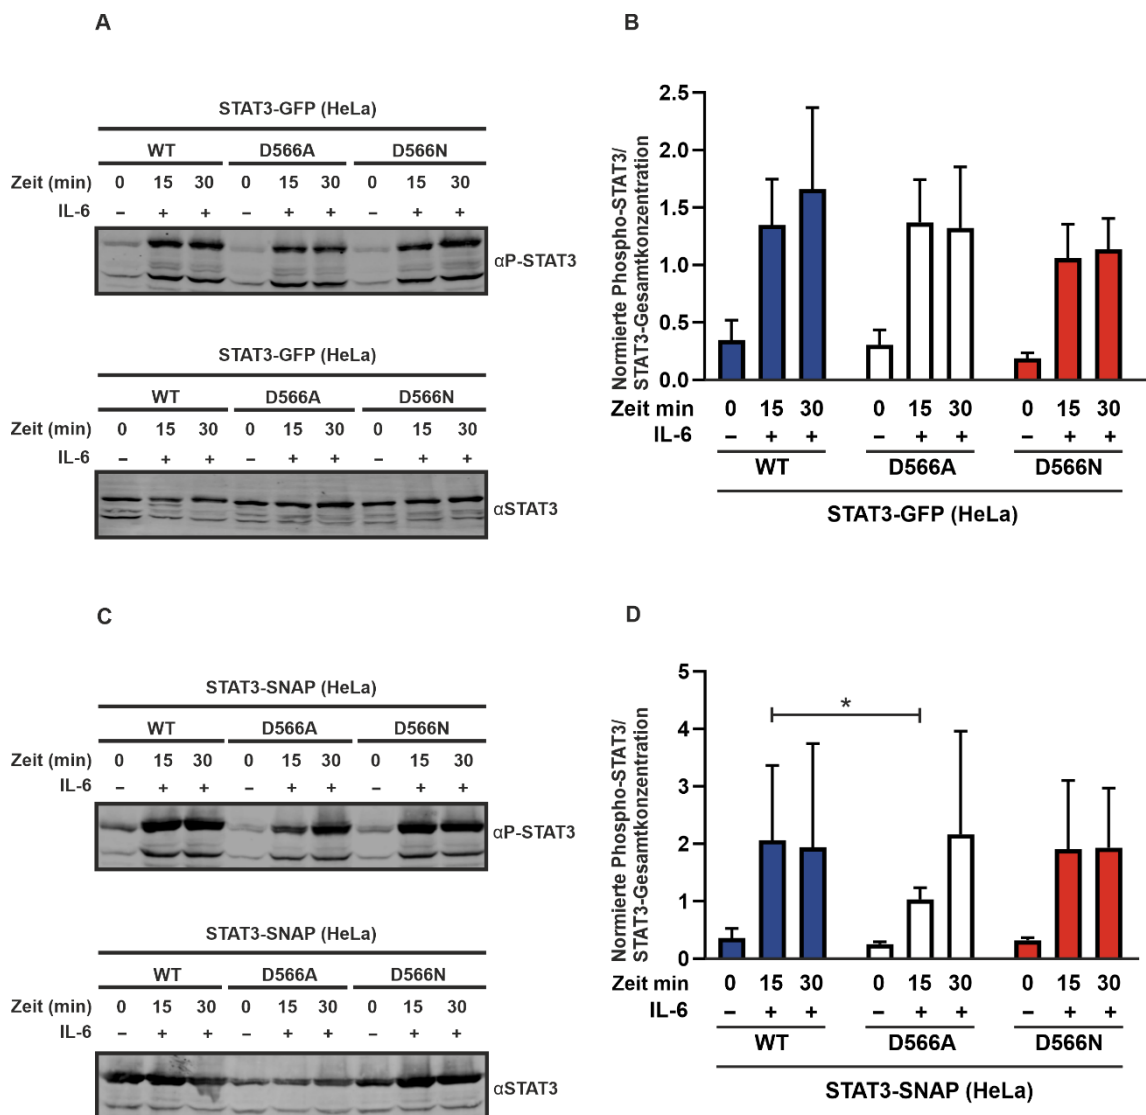 A
STAT3-GFP (HeLa)
WT D566A D566N
Zeit (min) 0 15 30 0 15 30 0 15 30
IL-6 – + + – + + – + +
αP-STAT3
STAT3-GFP (HeLa)
WT D566A D566N
Zeit (min) 0 15 30 0 15 30 0 15 30
IL-6 – + + – + + – + +
αSTAT3
B
Normierte Phospho-STAT3/
STAT3-Gesamtkonzentration
2.5
2.0
1.5
1.0
0.5
0.0
Zeit min 0 15 30 0 15 30 0 15 30
IL-6 – + + – + + – + +
WT D566A D566N
STAT3-GFP (HeLa)
C
STAT3-SNAP (HeLa)
WT D566A D566N
Zeit (min) 0 15 30 0 15 30 0 15 30
IL-6 – + + – + + – + +
αP-STAT3
STAT3-SNAP (HeLa)
WT D566A D566N
Zeit (min) 0 15 30 0 15 30 0 15 30
IL-6 – + + – + + – + +
αSTAT3
D
Normierte Phospho-STAT3/
STAT3-Gesamtkonzentration
5
4
3
2
1
0
*
Zeit min 0 15 30 0 15 30 0 15 30
IL-6 – + + – + + – + +
WT D566A D566N
STAT3-SNAP (HeLa)